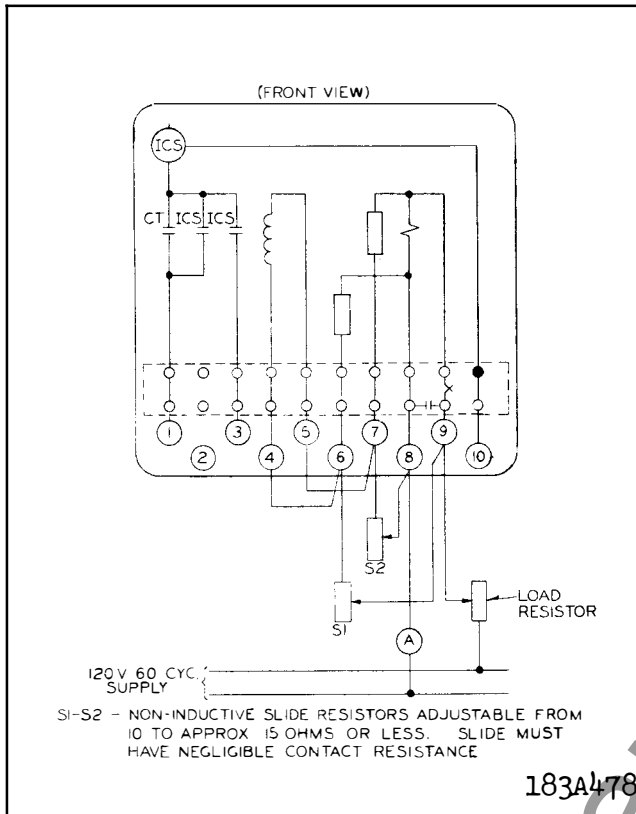 (FRONT VIEW)
ICS
CT ICS ICS
1 3 5 7 9
2 4 6 8 10
S2
S1
LOAD
RESISTOR
A
120 V 60 CYC.
SUPPLY
S1-S2 - NON-INDUCTIVE SLIDE RESISTORS ADJUSTABLE FROM
10 TO APPROX 15 OHMS OR LESS. SLIDE MUST
HAVE NEGLIGIBLE CONTACT RESISTANCE
183A478